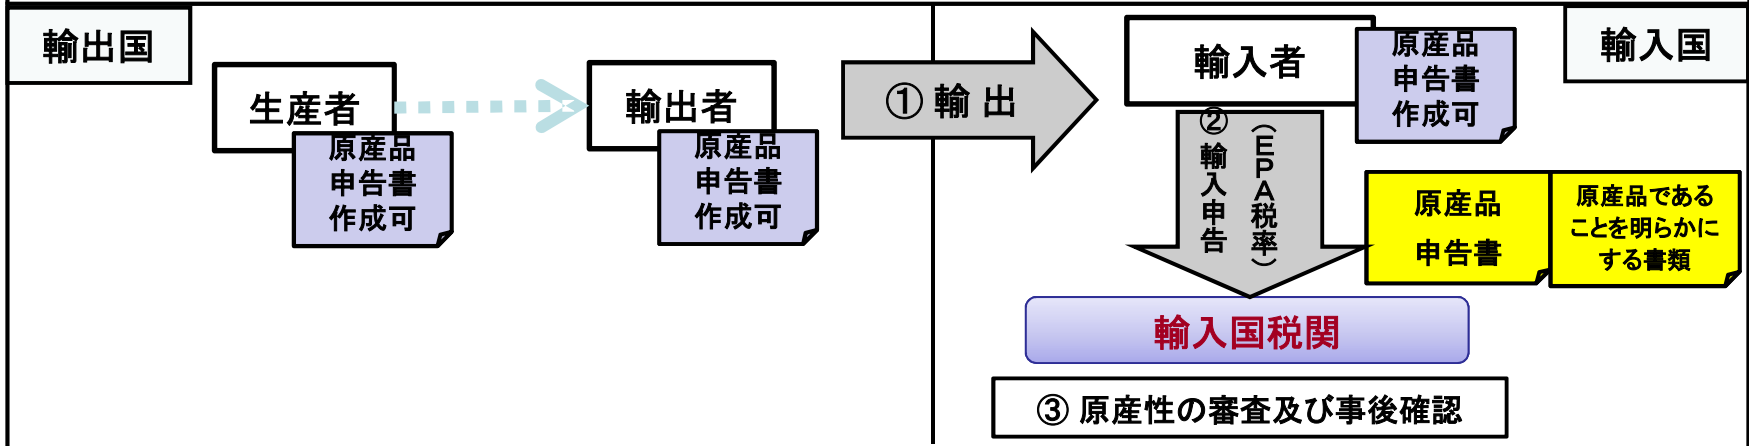 輸出国
生産者
原産品
申告書
作成可
輸出者
原産品
申告書
作成可
①輸出
輸入国
輸入者
原産品
申告書
作成可
②輸入申告
（ＥＰＡ税率）
原産品
申告書
原産品である
ことを明らかに
する書類
輸入国税関
③ 原産性の審査及び事後確認